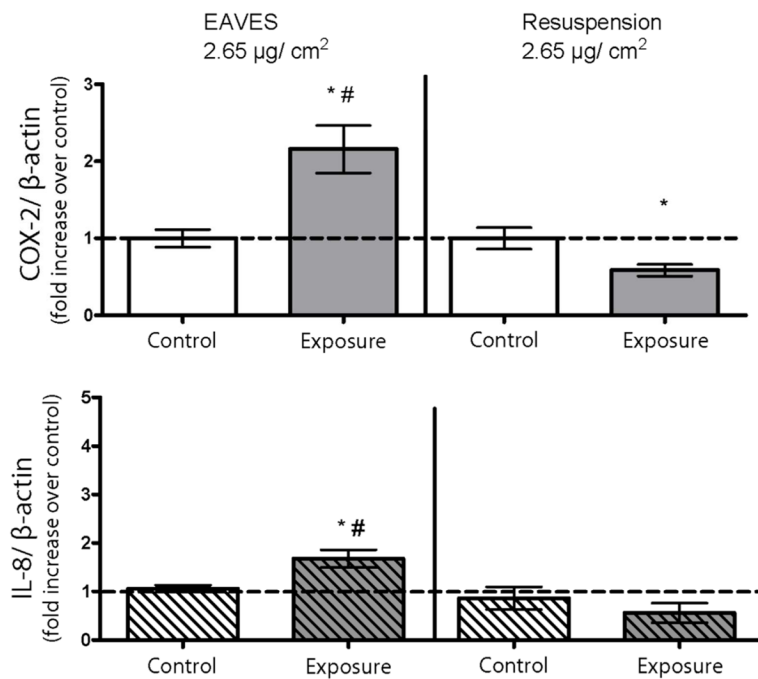 EAVES
2.65 µg/ cm²
Resuspension
2.65 µg/ cm²
COX-2/ β-actin
(fold increase over control)
3
2
1
0
* #
*
Control
Exposure
Control
Exposure
IL-8/ β-actin
(fold increase over control)
5
4
3
2
1
0
* #
Control
Exposure
Control
Exposure